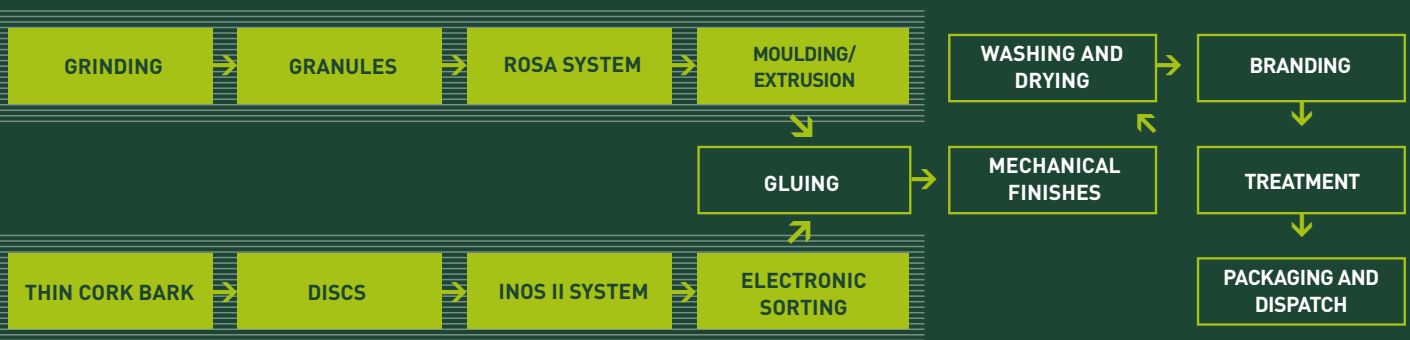 GRINDING
GRANULES
ROSA SYSTEM
MOULDING/
EXTRUSION
WASHING AND
DRYING
BRANDING
GLUING
MECHANICAL
FINISHES
TREATMENT
THIN CORK BARK
DISCS
INOS II SYSTEM
ELECTRONIC
SORTING
PACKAGING AND
DISPATCH